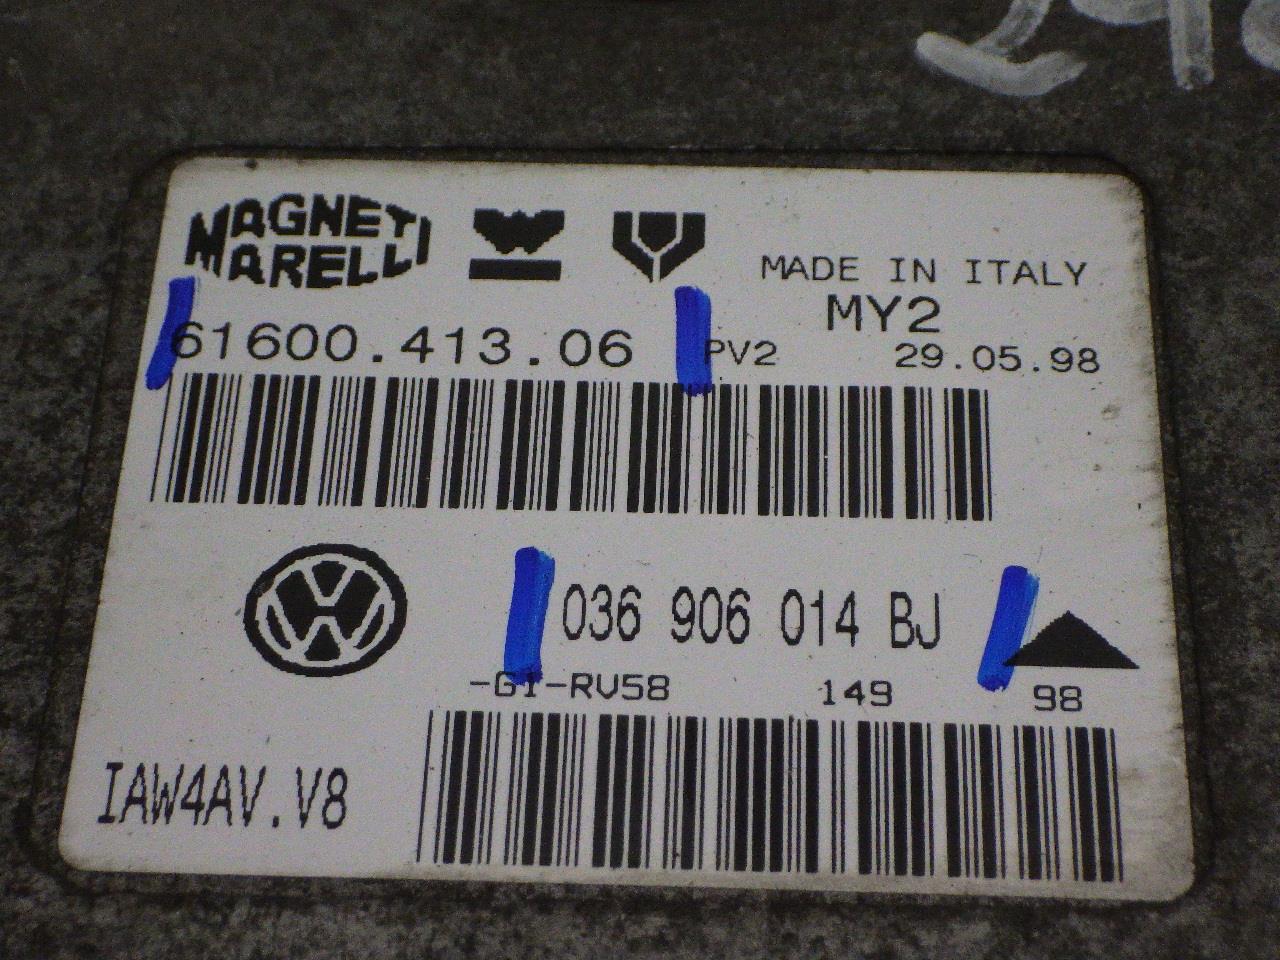 MAGNETI
MARELLI
MADE IN ITALY
MY2
61600.413.06
PV2
29.05.98
036 906 014 BJ
-G1-RV58
149
98
IAW4AV.V8